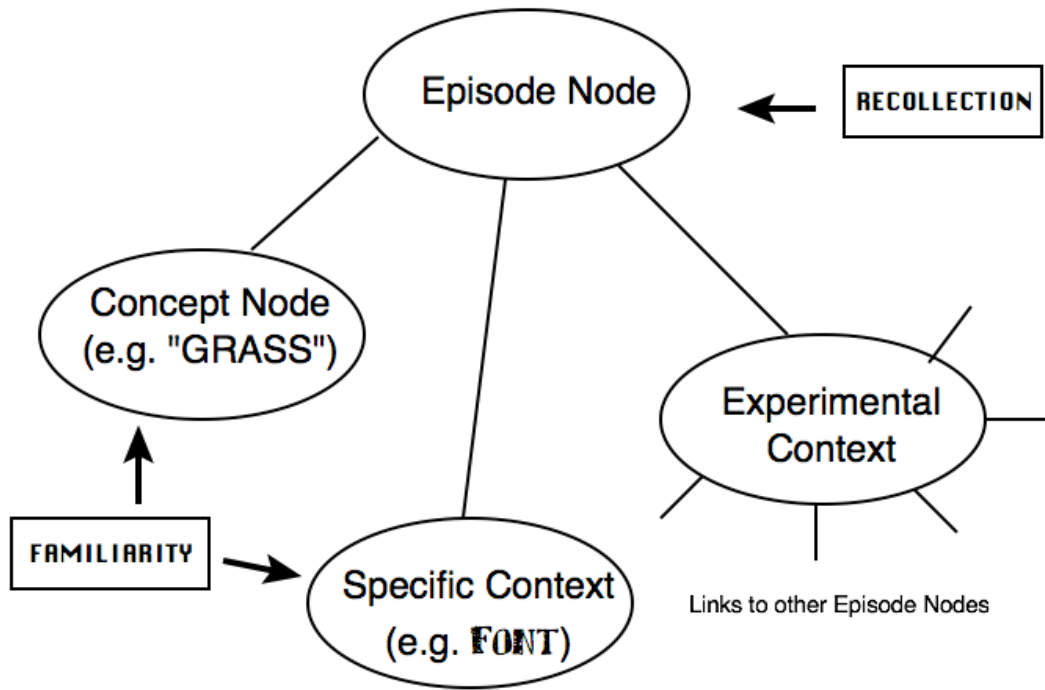 Episode Node
RECOLLECTION
Concept Node
(e.g. "GRASS")
Experimental
Context
FAMILIARITY
Specific Context
(e.g. FONT)
Links to other Episode Nodes